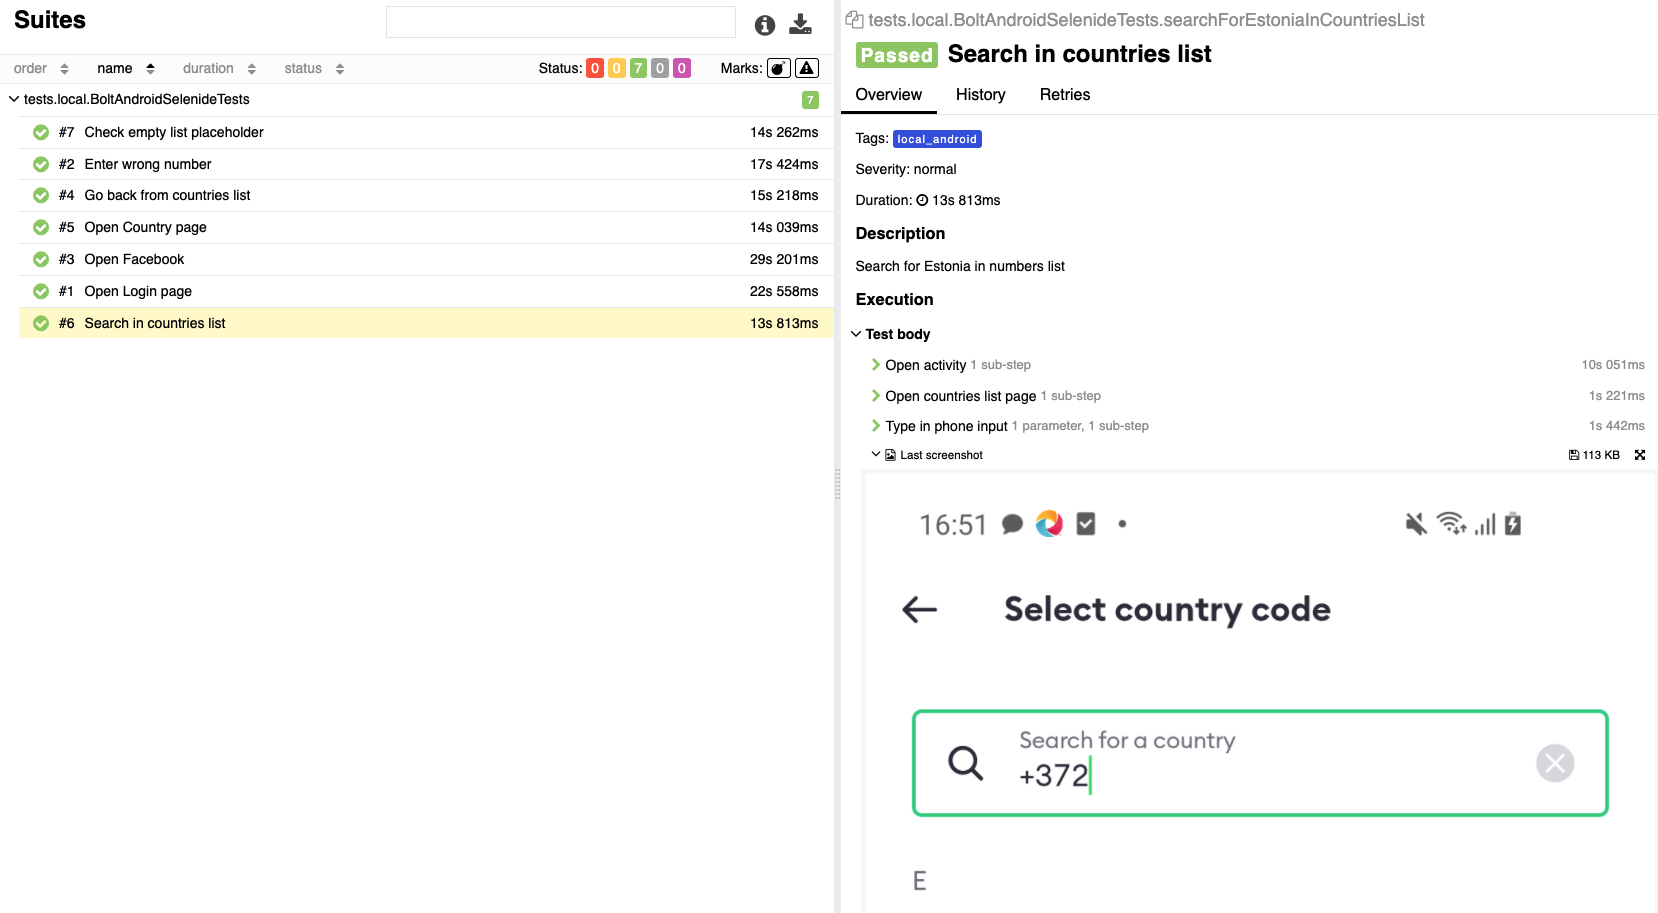 Suites
order name duration status Status: 0 0 7 0 0 Marks:
tests.local.BoltAndroidSelenideTests 7
#7 Check empty list placeholder 14s 262ms
#2 Enter wrong number 17s 424ms
#4 Go back from countries list 15s 218ms
#5 Open Country page 14s 039ms
#3 Open Facebook 29s 201ms
#1 Open Login page 22s 558ms
#6 Search in countries list 13s 813ms
tests.local.BoltAndroidSelenideTests.searchForEstoniaInCountriesList
Passed Search in countries list
Overview History Retries
Tags: local_android
Severity: normal
Duration: 13s 813ms
Description
Search for Estonia in numbers list
Execution
Test body
Open activity 1 sub-step 10s 051ms
Open countries list page 1 sub-step 1s 221ms
Type in phone input 1 parameter, 1 sub-step 1s 442ms
Last screenshot 113 KB
16:51
Select country code
Search for a country
+372
E